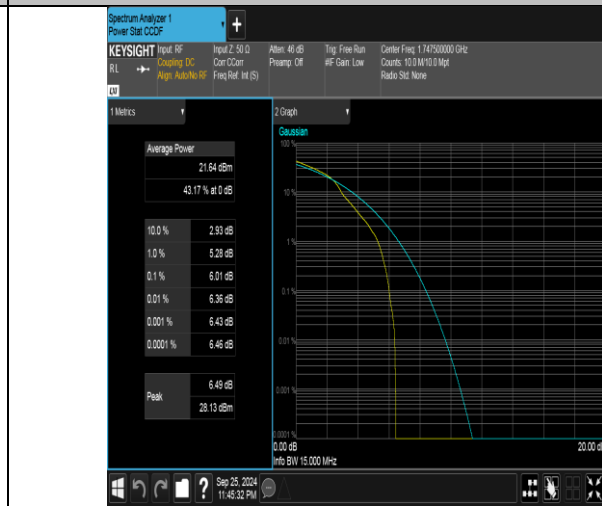 Spectrum Analyzer 1
Power Stat CCDF
+
KEYSIGHT
RL
Input: RF
Coupling: DC
Align: Auto/No RF
Input Z: 50 Ω
Corr CCorr
Freq Ref: Int (S)
Atten: 46 dB
Preamp: Off
Trig: Free Run
#IF Gain: Low
Center Freq: 1.747500000 GHz
Counts: 10.0 M/10.0 Mpt
Radio Std: None
LXI
1 Metrics
Average Power
21.64 dBm
43.17 % at 0 dB
10.0 % 2.93 dB
1.0 % 5.28 dB
0.1 % 6.01 dB
0.01 % 6.36 dB
0.001 % 6.43 dB
0.0001 % 6.46 dB
Peak
6.49 dB
28.13 dBm
2 Graph
Gaussian
100 %
10 %
1 %
0.1 %
0.01 %
0.001 %
0.0001 %
0.00 dB
20.00 dB
Info BW 15.000 MHz
?
Sep 25, 2024
11:45:32 PM